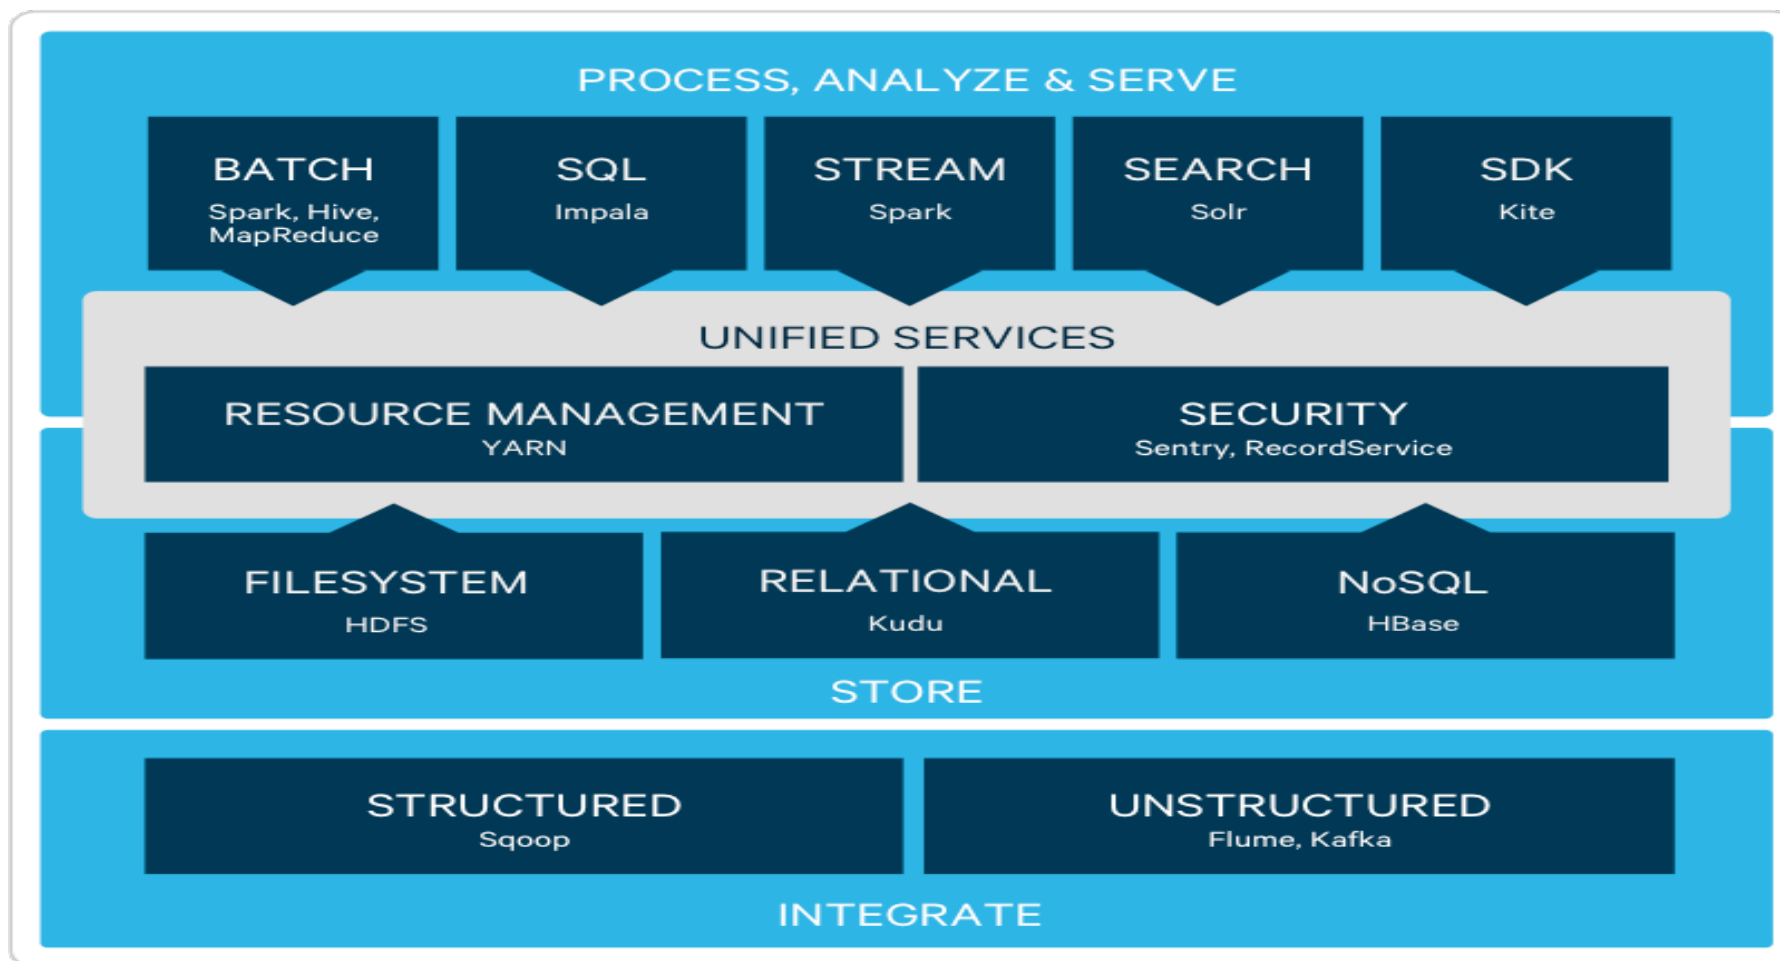 PROCESS, ANALYZE & SERVE
BATCH
Spark, Hive,
MapReduce
SQL
Impala
STREAM
Spark
SEARCH
Solr
SDK
Kite
UNIFIED SERVICES
RESOURCE MANAGEMENT
YARN
SECURITY
Sentry, RecordService
FILESYSTEM
HDFS
RELATIONAL
Kudu
NoSQL
HBase
STORE
STRUCTURED
Sqoop
UNSTRUCTURED
Flume, Kafka
INTEGRATE